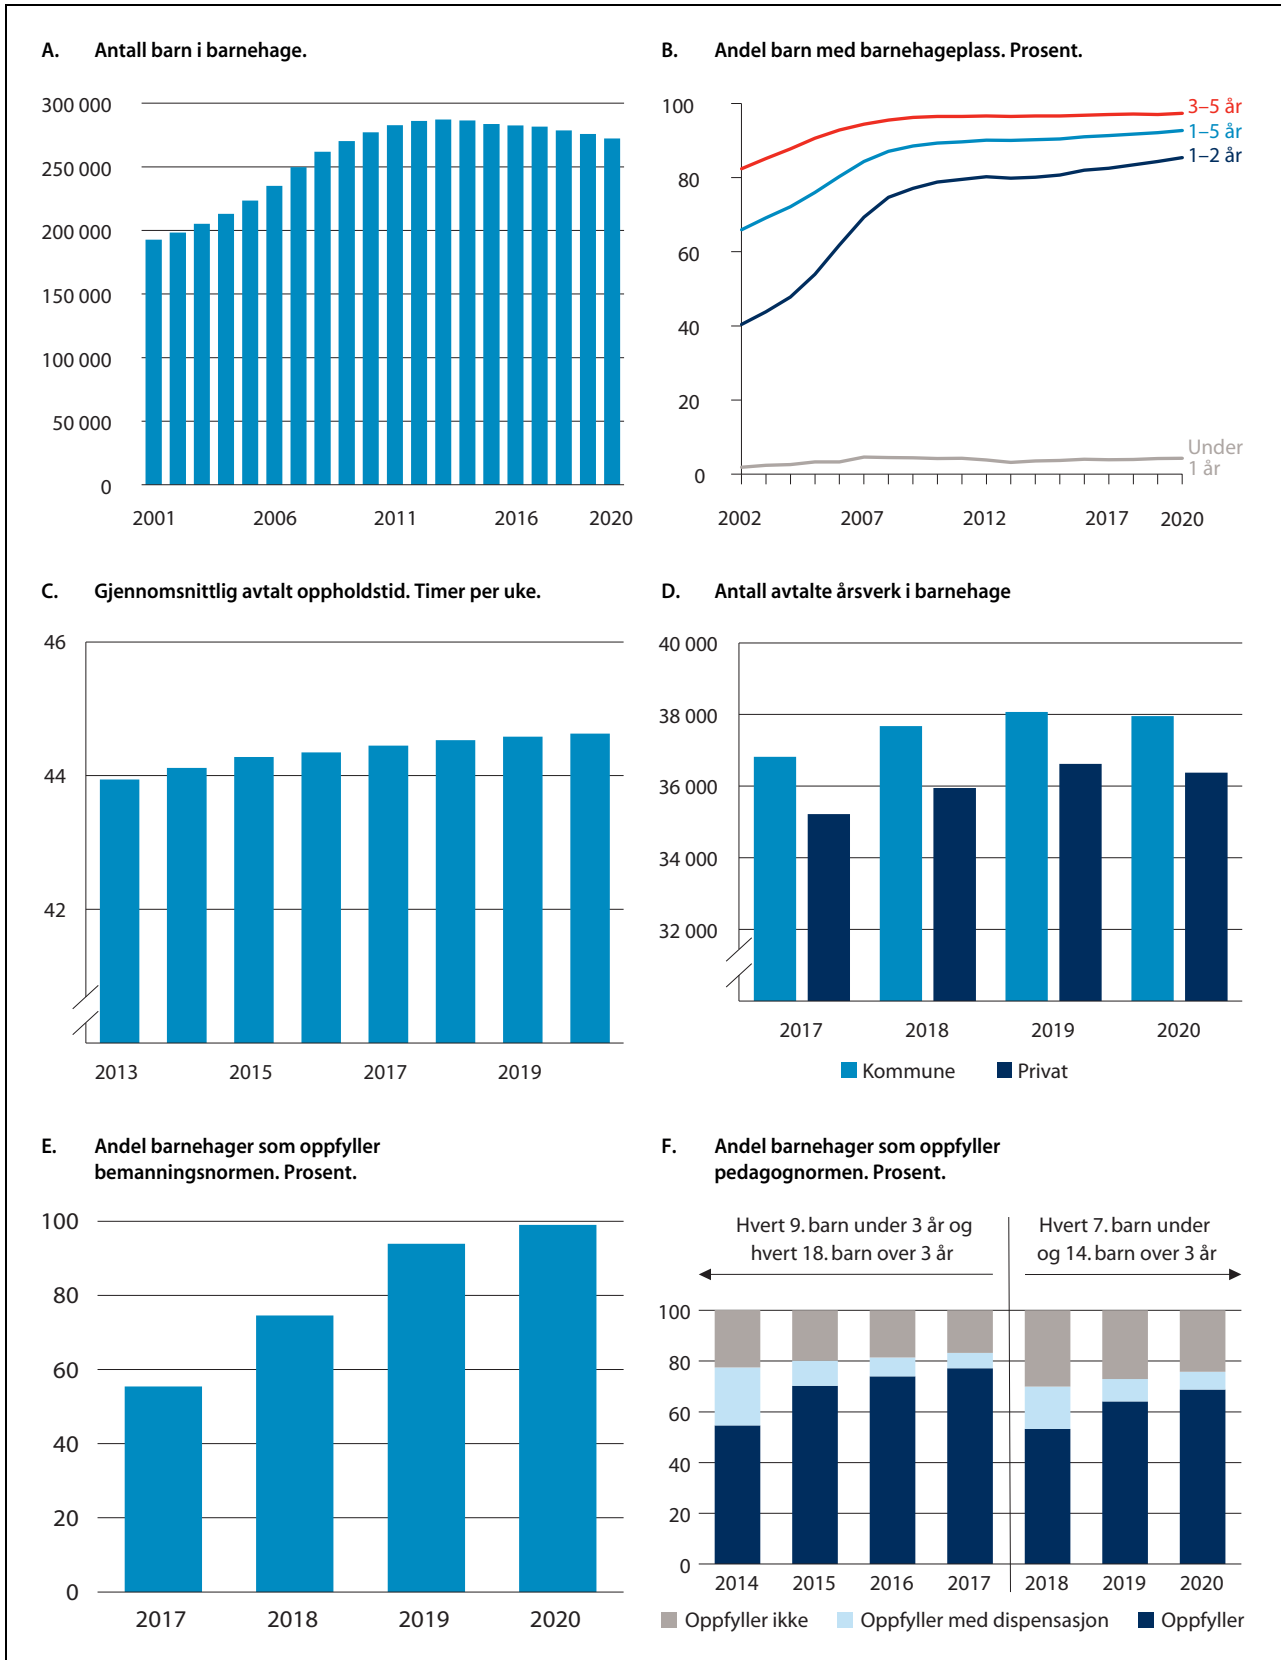 A. Antall barn i barnehage.
300 000
250 000
200 000
150 000
100 000
50 000
0
2001 2006 2011 2016 2020
B. Andel barn med barnehageplass. Prosent.
100
80
60
40
20
0
3–5 år
1–5 år
1–2 år
Under
1 år
2002 2007 2012 2017 2020
C. Gjennomsnittlig avtalt oppholdstid. Timer per uke.
46
44
42
2013 2015 2017 2019
D. Antall avtalte årsverk i barnehage
40 000
38 000
36 000
34 000
32 000
2017 2018 2019 2020
Kommune Privat
E. Andel barnehager som oppfyller
bemanningsnormen. Prosent.
100
80
60
40
20
0
2017 2018 2019 2020
F. Andel barnehager som oppfyller
pedagognormen. Prosent.
Hvert 9. barn under 3 år og
hvert 18. barn over 3 år
Hvert 7. barn under
og 14. barn over 3 år
100
80
60
40
20
0
2014 2015 2016 2017 2018 2019 2020
Oppfyller ikke Oppfyller med dispensasjon Oppfyller